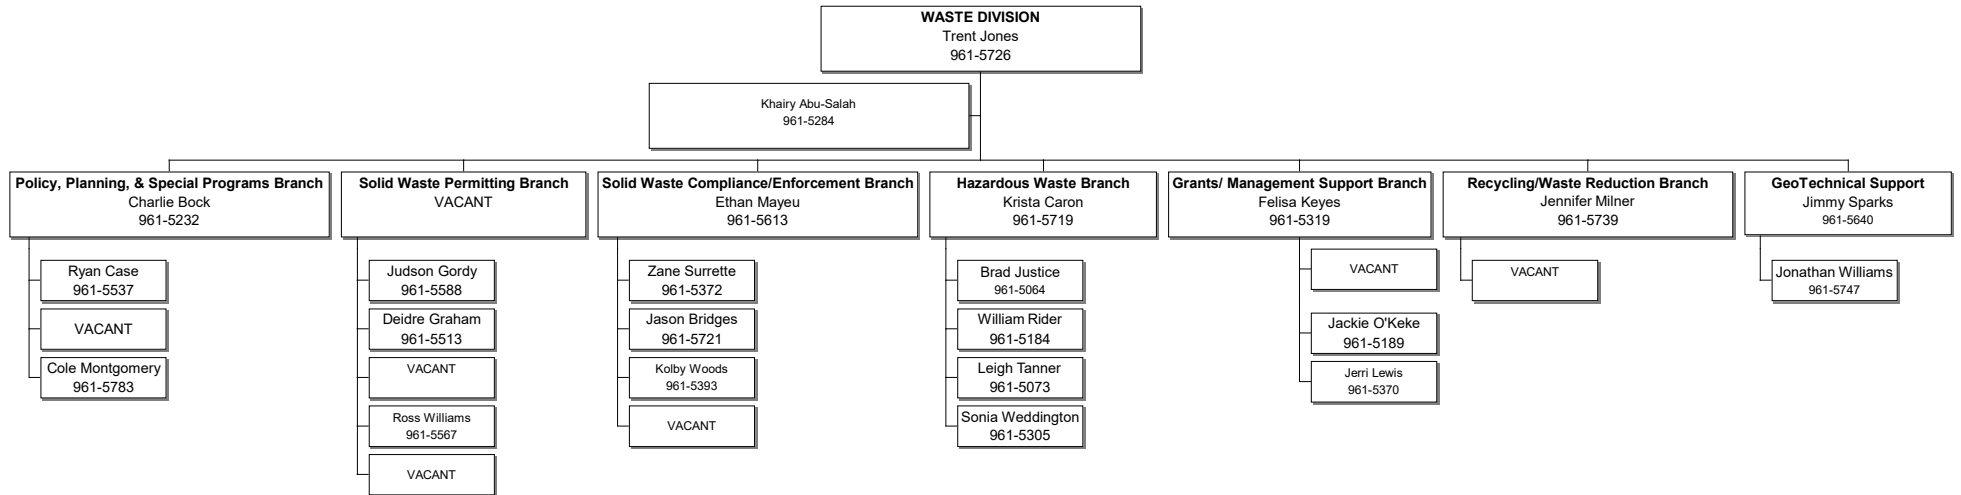 WASTE DIVISION
Trent Jones
961-5726
Khairy Abu-Salah
961-5284
Policy, Planning, & Special Programs Branch
Charlie Bock
961-5232
Ryan Case
961-5537
VACANT
Cole Montgomery
961-5783
Solid Waste Permitting Branch
VACANT
Judson Gordy
961-5588
Deidre Graham
961-5513
VACANT
Ross Williams
961-5567
VACANT
Solid Waste Compliance/Enforcement Branch
Ethan Mayeu
961-5613
Zane Surrette
961-5372
Jason Bridges
961-5721
Kolby Woods
961-5393
VACANT
Hazardous Waste Branch
Krista Caron
961-5719
Brad Justice
961-5064
William Rider
961-5184
Leigh Tanner
961-5073
Sonia Weddington
961-5305
Grants/ Management Support Branch
Felisa Keyes
961-5319
VACANT
Jackie O'Keke
961-5189
Jerri Lewis
961-5370
Recycling/Waste Reduction Branch
Jennifer Milner
961-5739
VACANT
GeoTechnical Support
Jimmy Sparks
961-5640
Jonathan Williams
961-5747